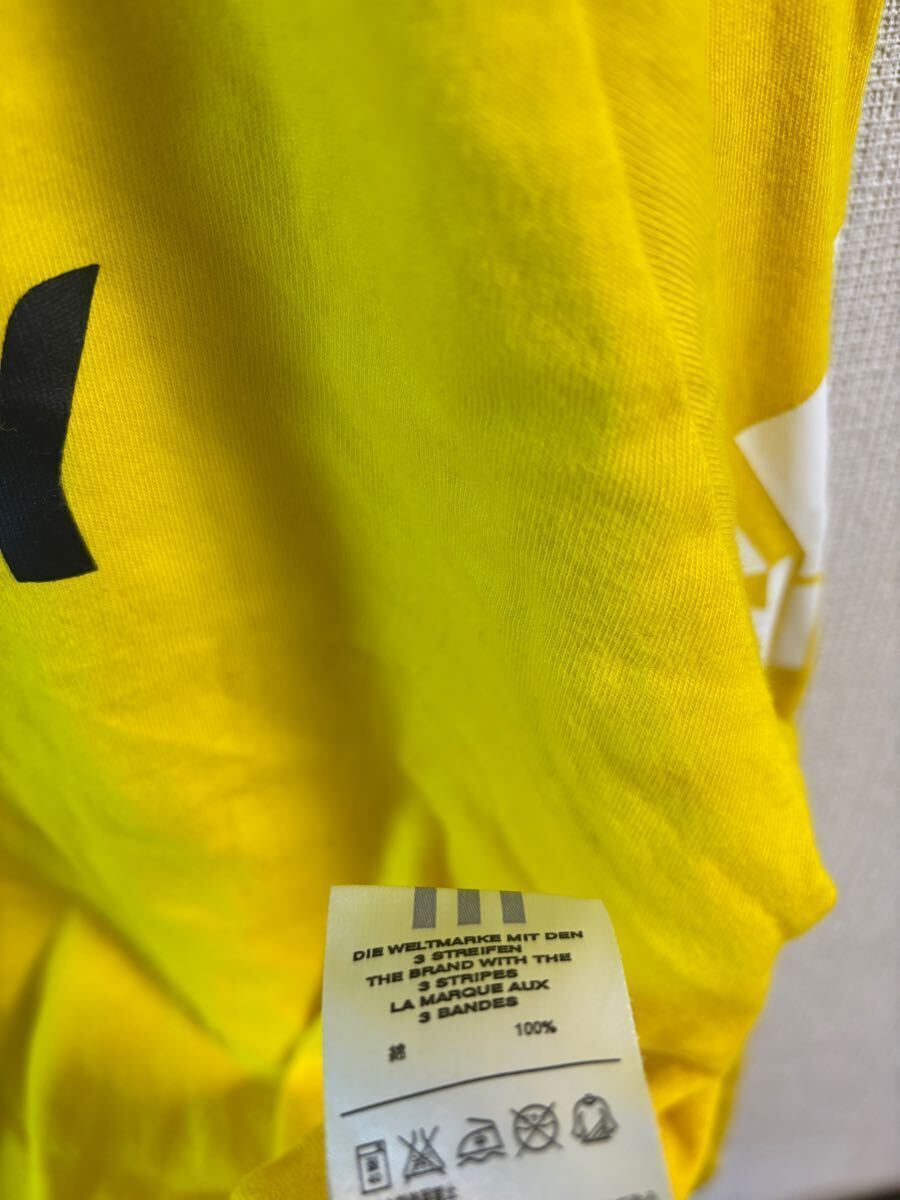 DIE WELTMARKE MIT DEN
3 STREIFEN
THE BRAND WITH THE
3 STRIPES
LA MARQUE AUX
3 BANDES
綿 100%